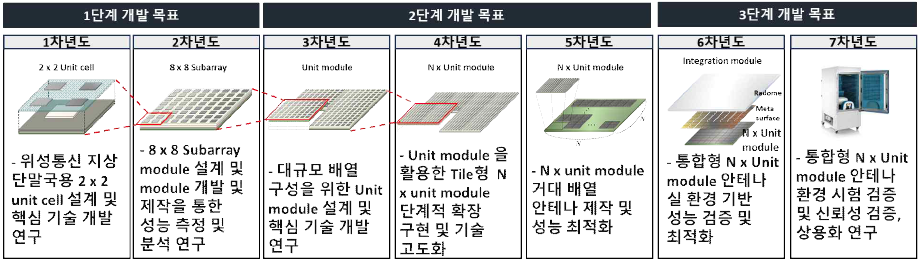 1단계 개발 목표
2단계 개발 목표
3단계 개발 목표
1차년도
2차년도
3차년도
4차년도
5차년도
6차년도
7차년도
2 x 2 Unit cell
8 x 8 Subarray
Unit module
N x Unit module
N x Unit module
Integration module
N
N
N
N
Radome
Meta
surface
N x Unit
module
- 위성통신 지상
단말국용 2 x 2
unit cell 설계 및
핵심 기술 개발
연구
- 8 x 8 Subarray
module 설계 및
module 개발 및
제작을 통한
성능 측정 및
분석 연구
- 대규모 배열
구성을 위한 Unit
module 설계 및
핵심 기술 개발
연구
- Unit module 을
활용한 Tile형 N
x unit module
단계적 확장
구현 및 기술
고도화
- N x unit module
거대 배열
안테나 제작 및
성능 최적화
- 통합형 N x Unit
module 안테나
실 환경 기반
성능 검증 및
최적화
- 통합형 N x Unit
module 안테나
환경 시험 검증
및 신뢰성 검증,
상용화 연구